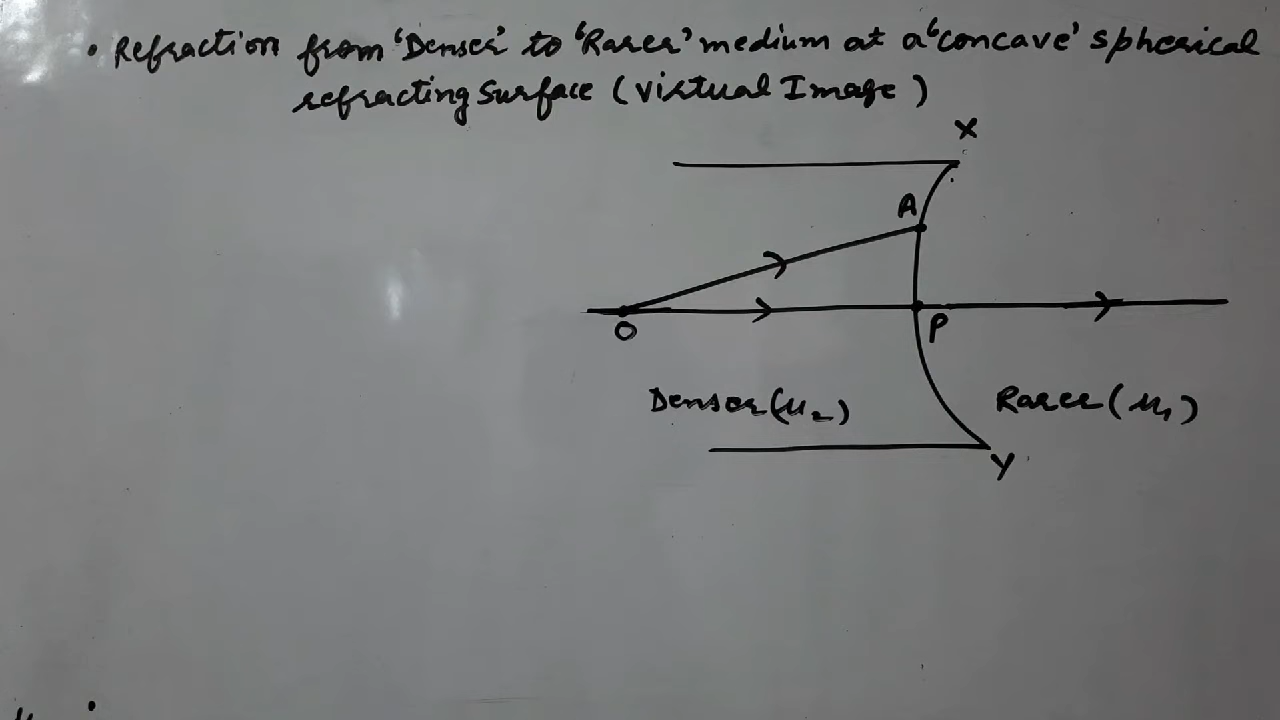 • Refraction from 'Denser' to 'Rarer' medium at a 'concave' spherical
refracting surface (virtual Image)
X
A
O
P
Denser (μ₂)
Rarer (μ₁)
Y